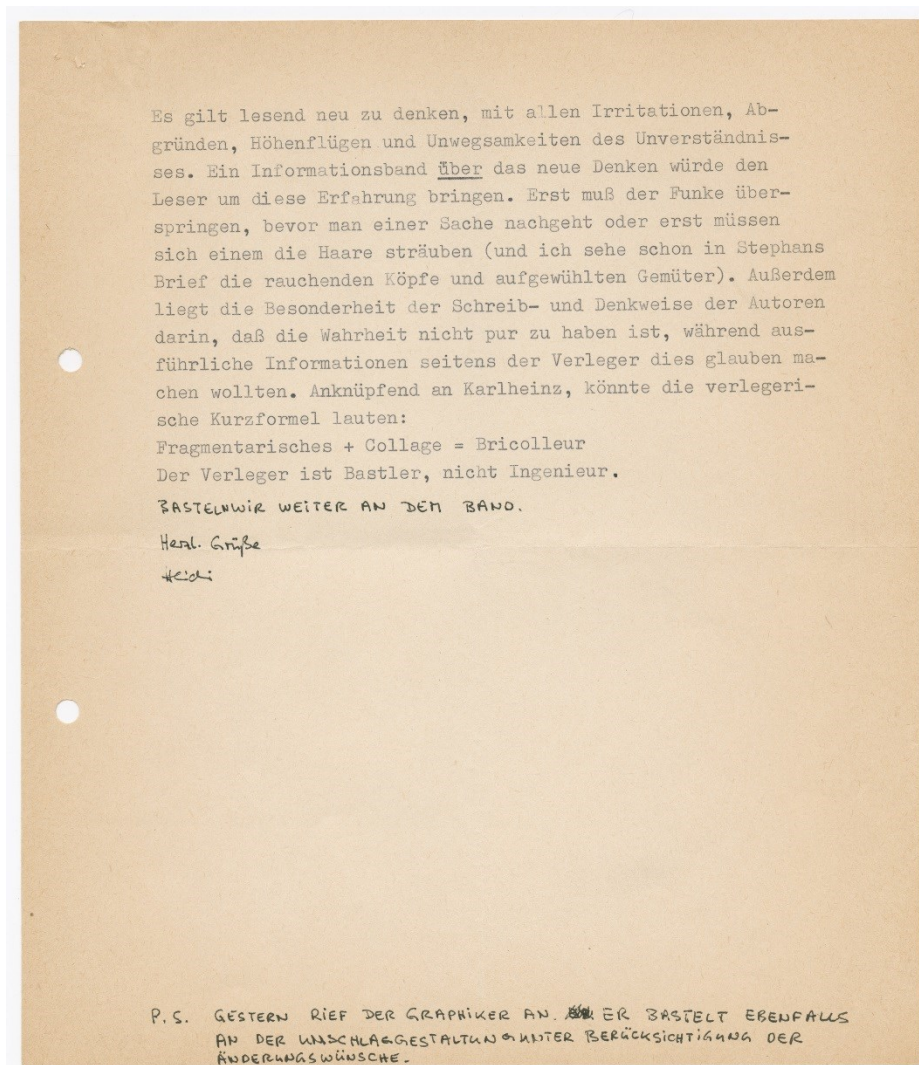 Es gilt lesend neu zu denken, mit allen Irritationen, Ab-
gründen, Höhenflügen und Unwegsamkeiten des Unverständnis-
ses. Ein Informationsband über das neue Denken würde den
Leser um diese Erfahrung bringen. Erst muß der Funke über-
springen, bevor man einer Sache nachgeht oder erst müssen
sich einem die Haare sträuben (und ich sehe schon in Stephans
Brief die rauchenden Köpfe und aufgewühlten Gemüter). Außerdem
liegt die Besonderheit der Schreib- und Denkweise der Autoren
darin, daß die Wahrheit nicht pur zu haben ist, während aus-
führliche Informationen seitens der Verleger dies glauben ma-
chen wollten. Anknüpfend an Karlheinz, könnte die verlegeri-
sche Kurzformel lauten:
Fragmentarisches + Collage = Bricolleur
Der Verleger ist Bastler, nicht Ingenieur.
BASTELN WIR WEITER AN DEM BAND.
Herzl. Grüße
Heidi
P.S. GESTERN RIEF DER GRAPHIKER AN. ER BASTELT EBENFALLS
AN DER UMSCHLAGGESTALTUNG UNTER BERÜCKSICHTIGUNG DER
ÄNDERUNGSWÜNSCHE.